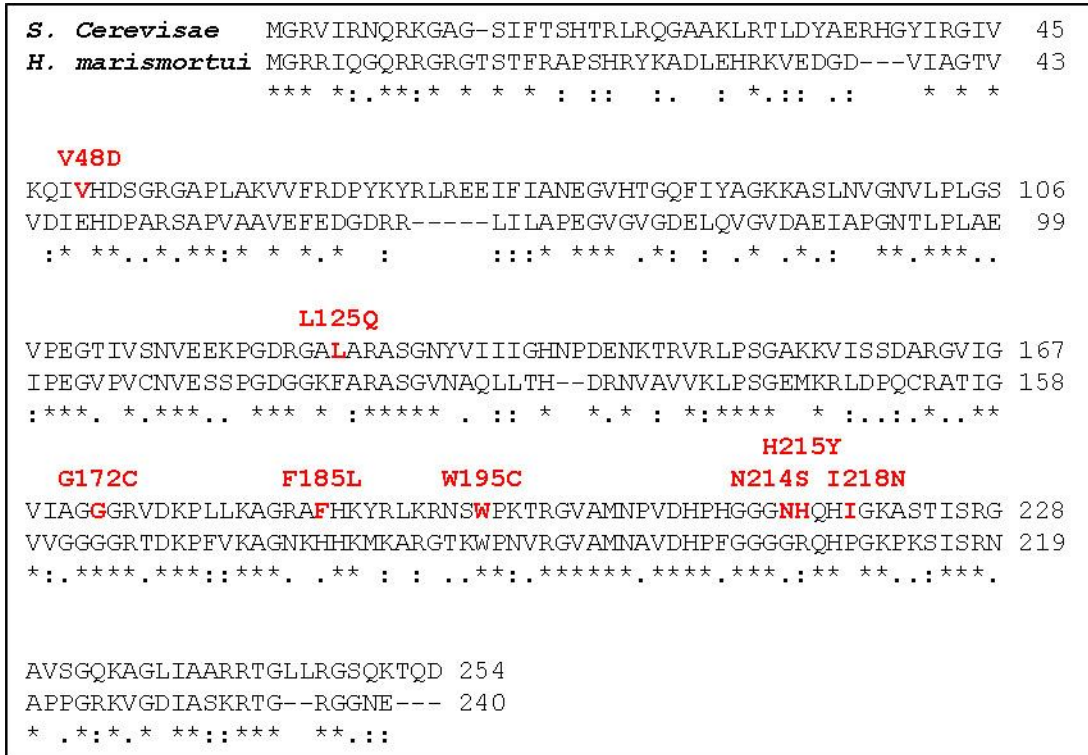 S. Cerevisae MGRVIRNQRKGAG-SIFTSHTRLRQGAAKLRTLDYAERHGYIRGIV 45
H. marismortui MGRRIQGQRRGRGTSTFRAPSHRYKADLEHRKVEDGD---VIAGTV 43
*** *:.**:* * * * : :: :. : *.:: .: * * *
V48D
KQIVHDSGRGAPLAKVVFRDPYKYRLREEIFIANEGVHTGQFIYAGKKASLNVGNVLPLGS 106
VDIEHDPARSAPVAAVEFEDGDRR-----LILAPEGVGVGDELQVGVDAEIAPGNTLPLAE 99
:* **..*.**:* * *.* : :::* *** .*: : .* .*.: **.***..
L125Q
VPEGTIVSNVEEKPGDRGALARASGNYVIIIGHNPDENKTRVRLPSGAKKVISSDARGVIG 167
IPEGVPVCNVESSPGDGGKFARASGVNAQLLTH--DRNVAVVKLPSGEMKRLDPQCRATIG 158
:***. *.***.. *** * :***** . :: * *.* : *:**** * :..:.*..**
H215Y
G172C F185L W195C N214S I218N
VIAGGGRVDKPLLKAGRAFHKYRLKRNSWPKTRGVAMNPVDHPHGGGNHQHIGKASTISRG 228
VVGGGGRTDKPFVKAGNKHHKMKARGTKWPNVRGVAMNAVDHPFGGGGRQHPGKPKSISRN 219
*:.****.***::***. .** : : ..**:.******.****.***.:** **..:***.
AVSGQKAGLIAARRTGLLRGSQKTQD 254
APPGRKVGDIASKRTG--RGGNE--- 240
* .*:*.* **::*** **.::